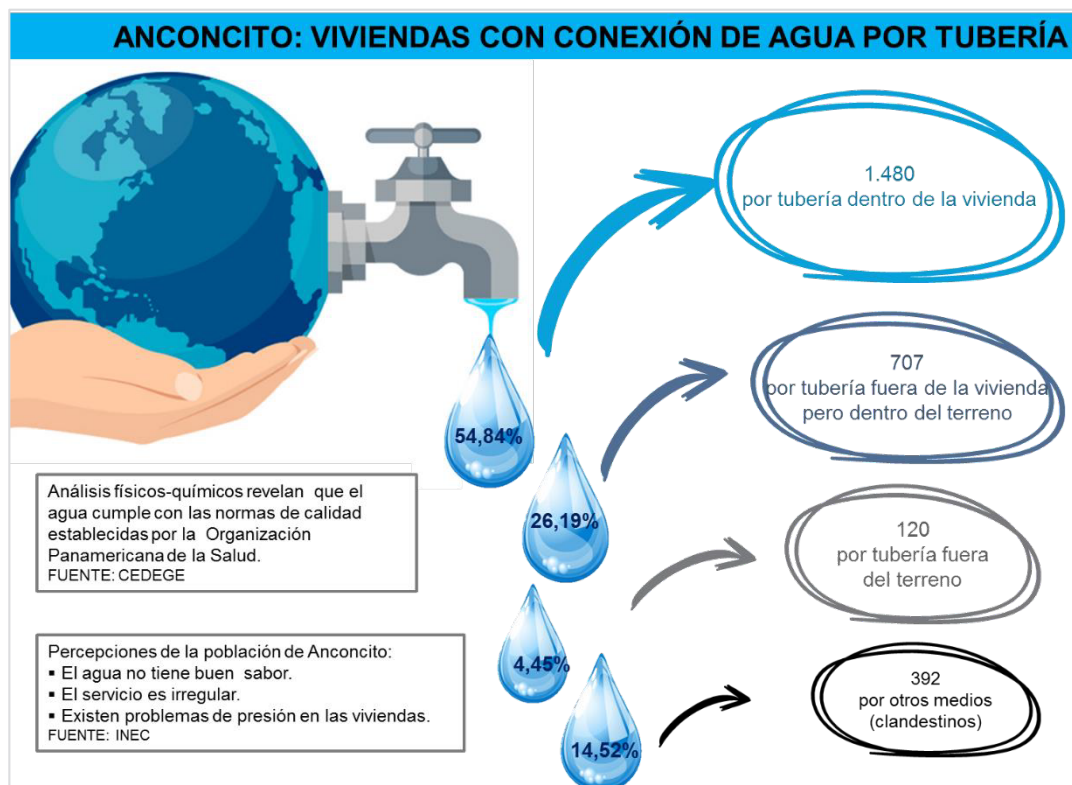 ANCONCITO: VIVIENDAS CON CONEXIÓN DE AGUA POR TUBERÍA
1.480
por tubería dentro de la vivienda
707
por tubería fuera de la vivienda
pero dentro del terreno
54,84%
26,19%
Análisis físicos-químicos revelan que el
agua cumple con las normas de calidad
establecidas por la Organización
Panamericana de la Salud.
FUENTE: CEDEGE
120
por tubería fuera
del terreno
4,45%
Percepciones de la población de Anconcito:
▪ El agua no tiene buen sabor.
▪ El servicio es irregular.
▪ Existen problemas de presión en las viviendas.
FUENTE: INEC
392
por otros medios
(clandestinos)
14,52%